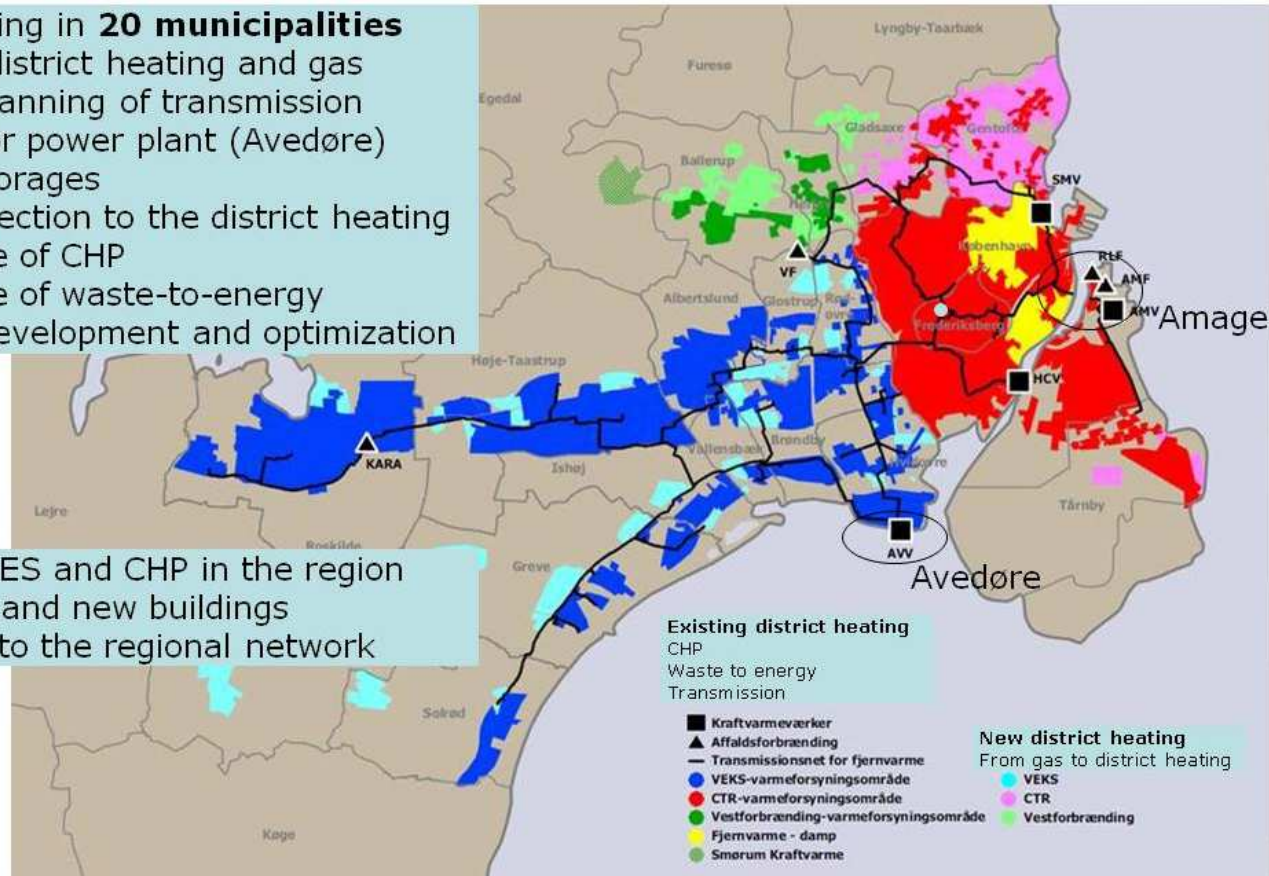 ing in 20 municipalities
district heating and gas
anning of transmission
r power plant (Avedøre)
orages
ection to the district heating
e of CHP
e of waste-to-energy
evelopment and optimization
Lyngby-Taarbæk
Furesø
Egedal
Gladsaxe
Gentofte
Ballerup
SMV
København
VF
RLF
AMF
AMV
Amage
Albertslund
Glostrup
Rød-
ovre
Frederiksberg
Høje-Taastrup
HCV
KARA
Vallensbæk
Brøndby
Ishøj
Tårnby
Lejre
Roskilde
AVV
Avedøre
Greve
ES and CHP in the region
and new buildings
to the regional network
Solrød
Køge
Existing district heating
CHP
Waste to energy
Transmission
Kraftvarmeværker
Affaldsforbrænding
Transmissionsnet for fjernvarme
VEKS-varmeforsyningsområde
CTR-varmeforsyningsområde
Vestforbrænding-varmeforsyningsområde
Fjernvarme - damp
Smørum Kraftvarme
New district heating
From gas to district heating
VEKS
CTR
Vestforbrænding